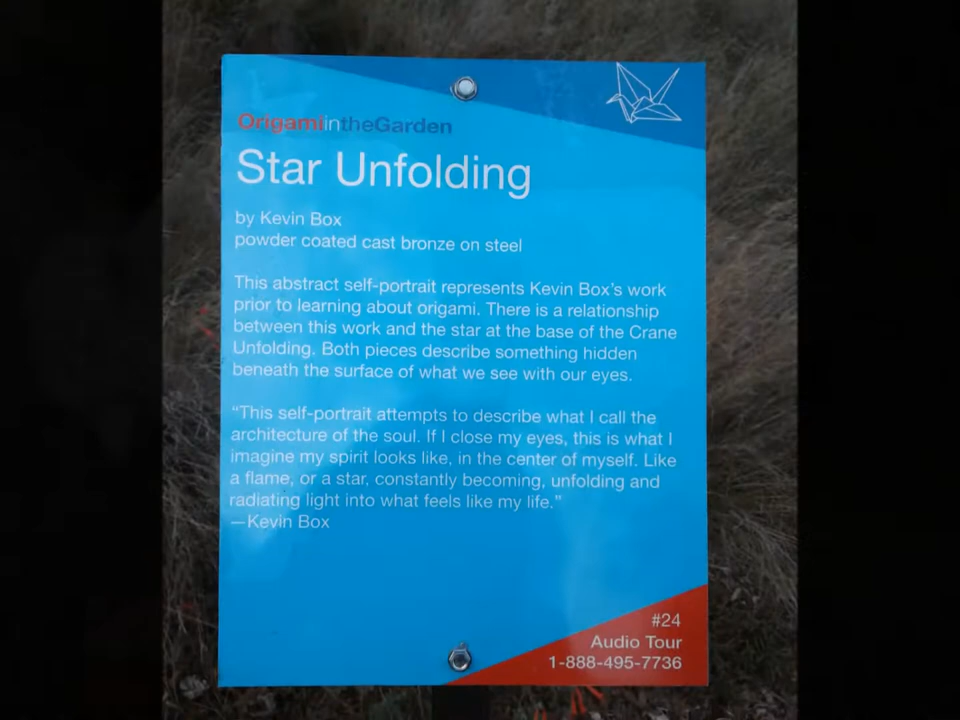 OrigamiintheGarden
Star Unfolding
by Kevin Box
powder coated cast bronze on steel
This abstract self-portrait represents Kevin Box's work
prior to learning about origami. There is a relationship
between this work and the star at the base of the Crane
Unfolding. Both pieces describe something hidden
beneath the surface of what we see with our eyes.
“This self-portrait attempts to describe what I call the
architecture of the soul. If I close my eyes, this is what I
imagine my spirit looks like, in the center of myself. Like
a flame, or a star, constantly becoming, unfolding and
radiating light into what feels like my life.”
—Kevin Box
#24
Audio Tour
1-888-495-7736